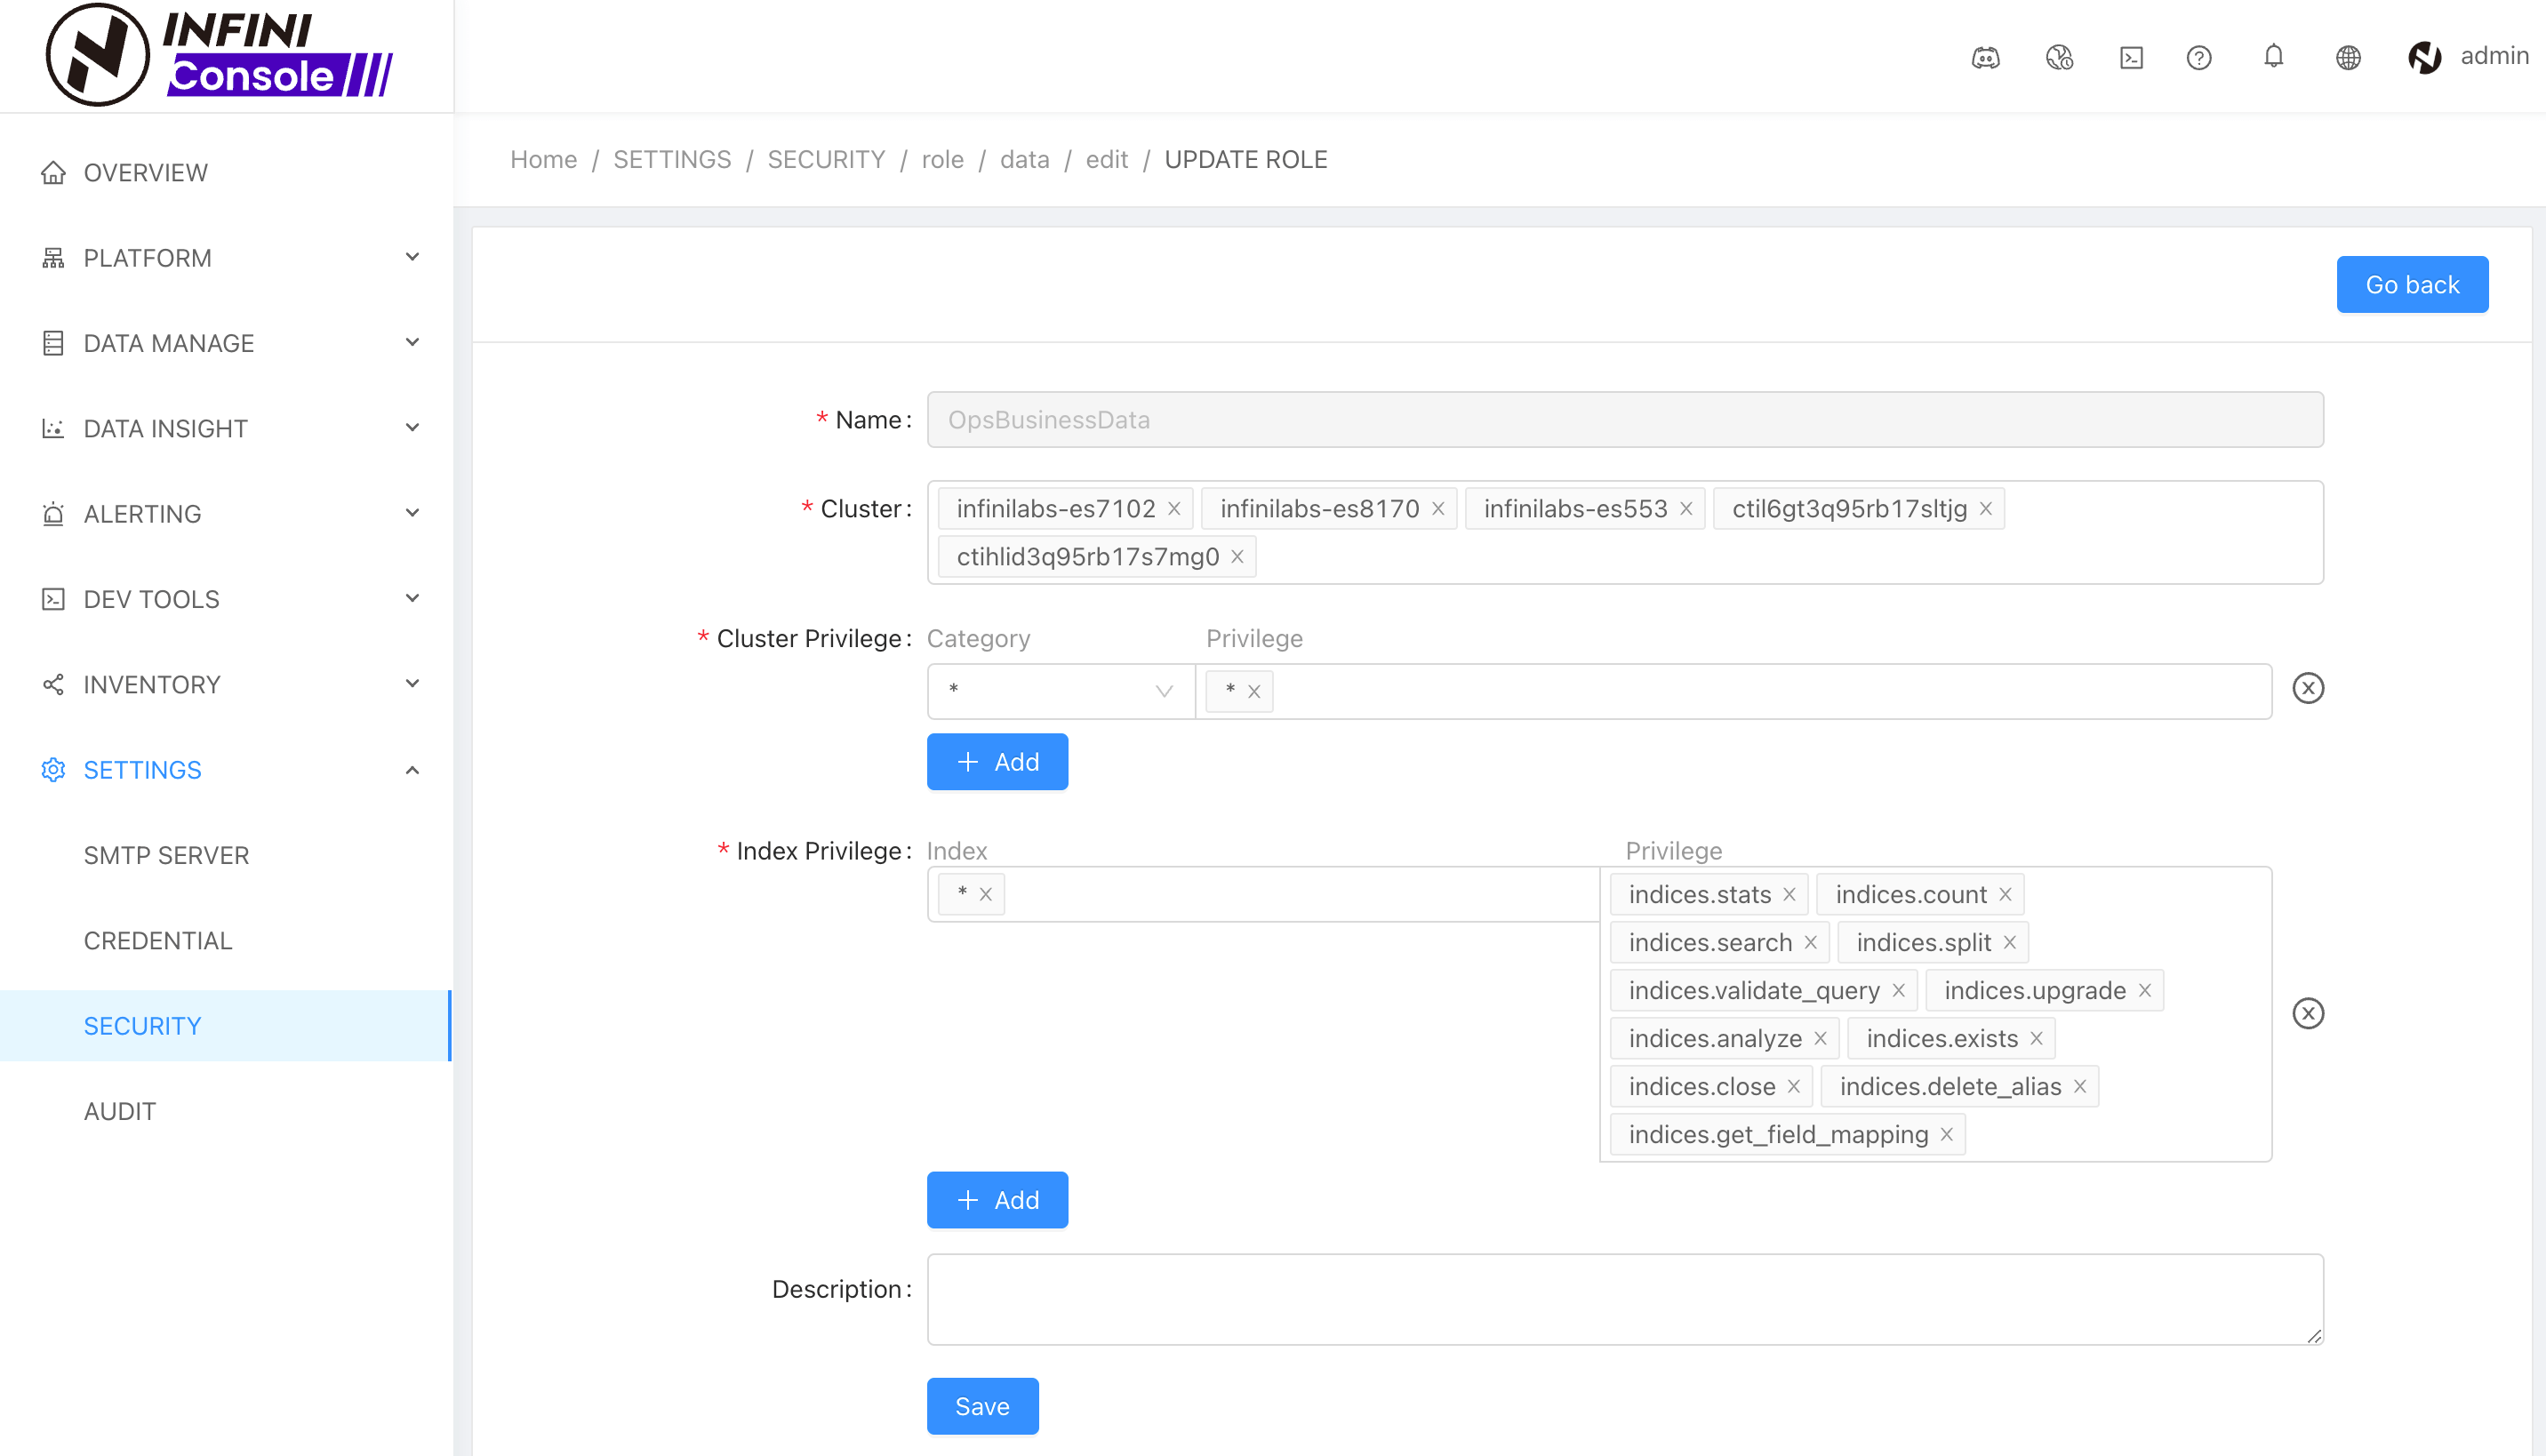 INFINI
Console
admin
Home / SETTINGS / SECURITY / role / data / edit / UPDATE ROLE
OVERVIEW
PLATFORM
DATA MANAGE
DATA INSIGHT
ALERTING
DEV TOOLS
INVENTORY
SETTINGS
SMTP SERVER
CREDENTIAL
SECURITY
AUDIT
Go back
* Name: OpsBusinessData
* Cluster: infinilabs-es7102 infinilabs-es8170 infinilabs-es553 ctil6gt3q95rb17sltjg
ctihlid3q95rb17s7mg0
* Cluster Privilege: Category Privilege
* *
+ Add
* Index Privilege: Index Privilege
* indices.stats indices.count
indices.search indices.split
indices.validate_query indices.upgrade
indices.analyze indices.exists
indices.close indices.delete_alias
indices.get_field_mapping
+ Add
Description:
Save